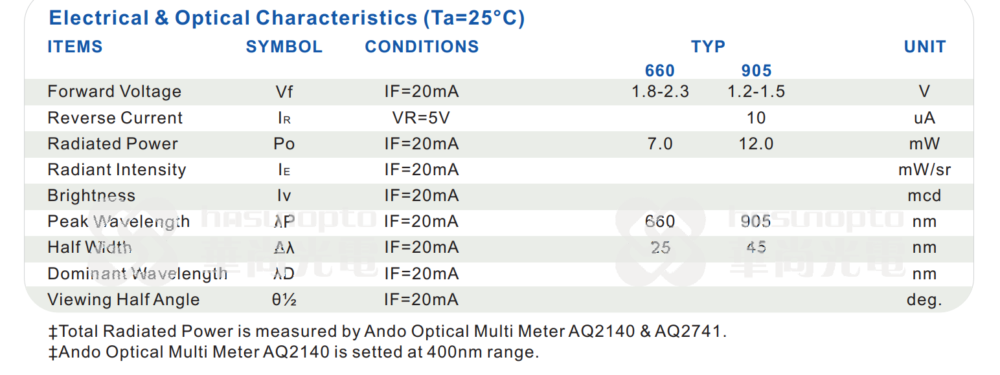 Electrical & Optical Characteristics (Ta=25°C)
ITEMS SYMBOL CONDITIONS TYP UNIT
660 905
Forward Voltage Vf IF=20mA 1.8-2.3 1.2-1.5 V
Reverse Current IR VR=5V 10 uA
Radiated Power Po IF=20mA 7.0 12.0 mW
Radiant Intensity IE IF=20mA mW/sr
Brightness Iv IF=20mA mcd
hasunopto hasunopto
Peak Wavelength λP IF=20mA 660 905 nm
Half Width Δλ IF=20mA 25 45 nm
華尚光電 華尚光電
Dominant Wavelength λD IF=20mA nm
Viewing Half Angle θ½ IF=20mA deg.
‡Total Radiated Power is measured by Ando Optical Multi Meter AQ2140 & AQ2741.
‡Ando Optical Multi Meter AQ2140 is setted at 400nm range.